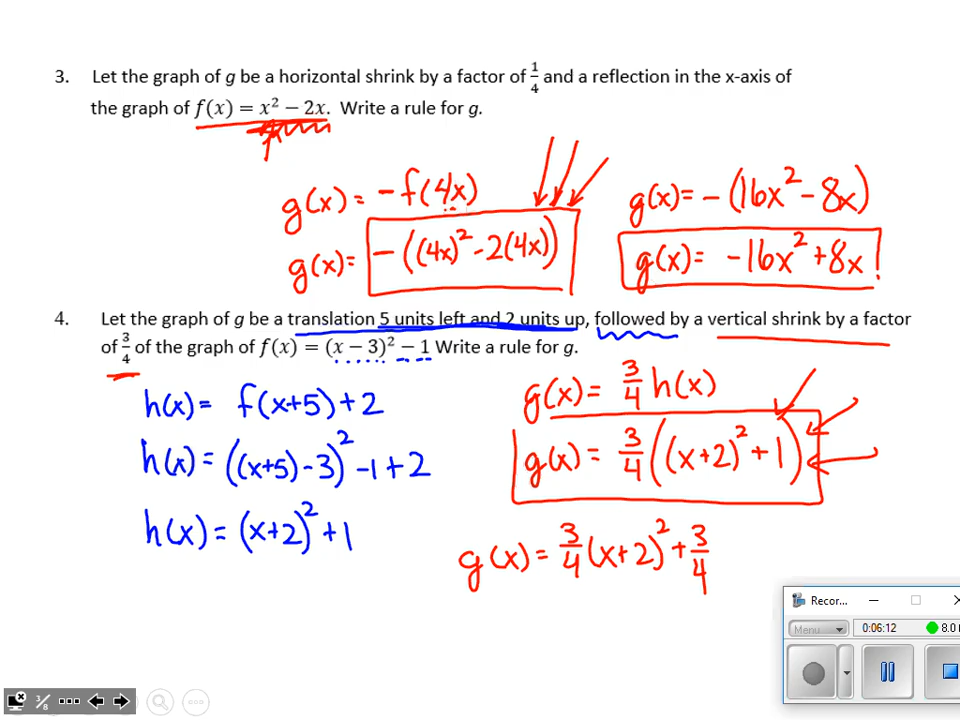 3. Let the graph of g be a horizontal shrink by a factor of 1/4 and a reflection in the x-axis of
the graph of f(x) = x² − 2x. Write a rule for g.
g(x) = −f(4x)
g(x) = −((4x)² − 2(4x))
g(x) = −(16x² − 8x)
g(x) = −16x² + 8x
4. Let the graph of g be a translation 5 units left and 2 units up, followed by a vertical shrink by a factor
of 3/4 of the graph of f(x) = (x − 3)² − 1 Write a rule for g.
h(x) = f(x+5) + 2
h(x) = ((x+5) − 3)² − 1 + 2
h(x) = (x+2)² + 1
g(x) = 3/4 h(x)
g(x) = 3/4 ((x+2)² + 1)
g(x) = 3/4 (x+2)² + 3/4
Recor...
Menu
0:06:12
8.0
3/8